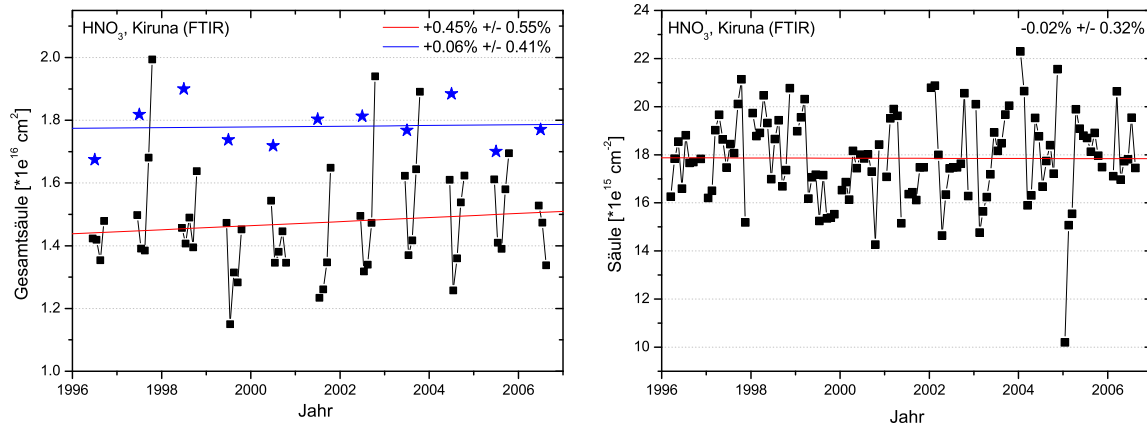 HNO3, Kiruna (FTIR)
+0.45% +/- 0.55%
+0.06% +/- 0.41%
Gesamtsäule [*1e16 cm2]
2.0
1.8
1.6
1.4
1.2
1.0
1996
1998
2000
2002
2004
2006
Jahr
HNO3, Kiruna (FTIR)
-0.02% +/- 0.32%
Säule [*1e15 cm-2]
24
22
20
18
16
14
12
10
1996
1998
2000
2002
2004
2006
Jahr